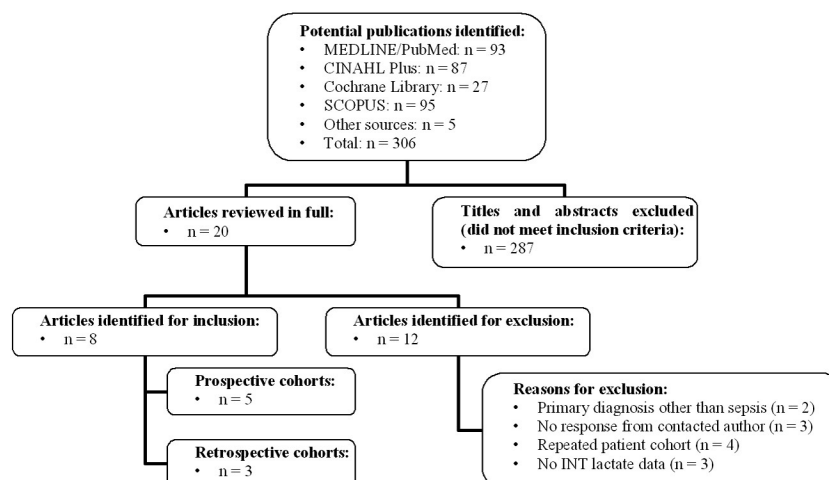 Potential publications identified:
• MEDLINE/PubMed: n = 93
• CINAHL Plus: n = 87
• Cochrane Library: n = 27
• SCOPUS: n = 95
• Other sources: n = 5
• Total: n = 306
Articles reviewed in full:
• n = 20
Titles and abstracts excluded
(did not meet inclusion criteria):
• n = 287
Articles identified for inclusion:
• n = 8
Articles identified for exclusion:
• n = 12
Prospective cohorts:
• n = 5
Retrospective cohorts:
• n = 3
Reasons for exclusion:
• Primary diagnosis other than sepsis (n = 2)
• No response from contacted author (n = 3)
• Repeated patient cohort (n = 4)
• No INT lactate data (n = 3)